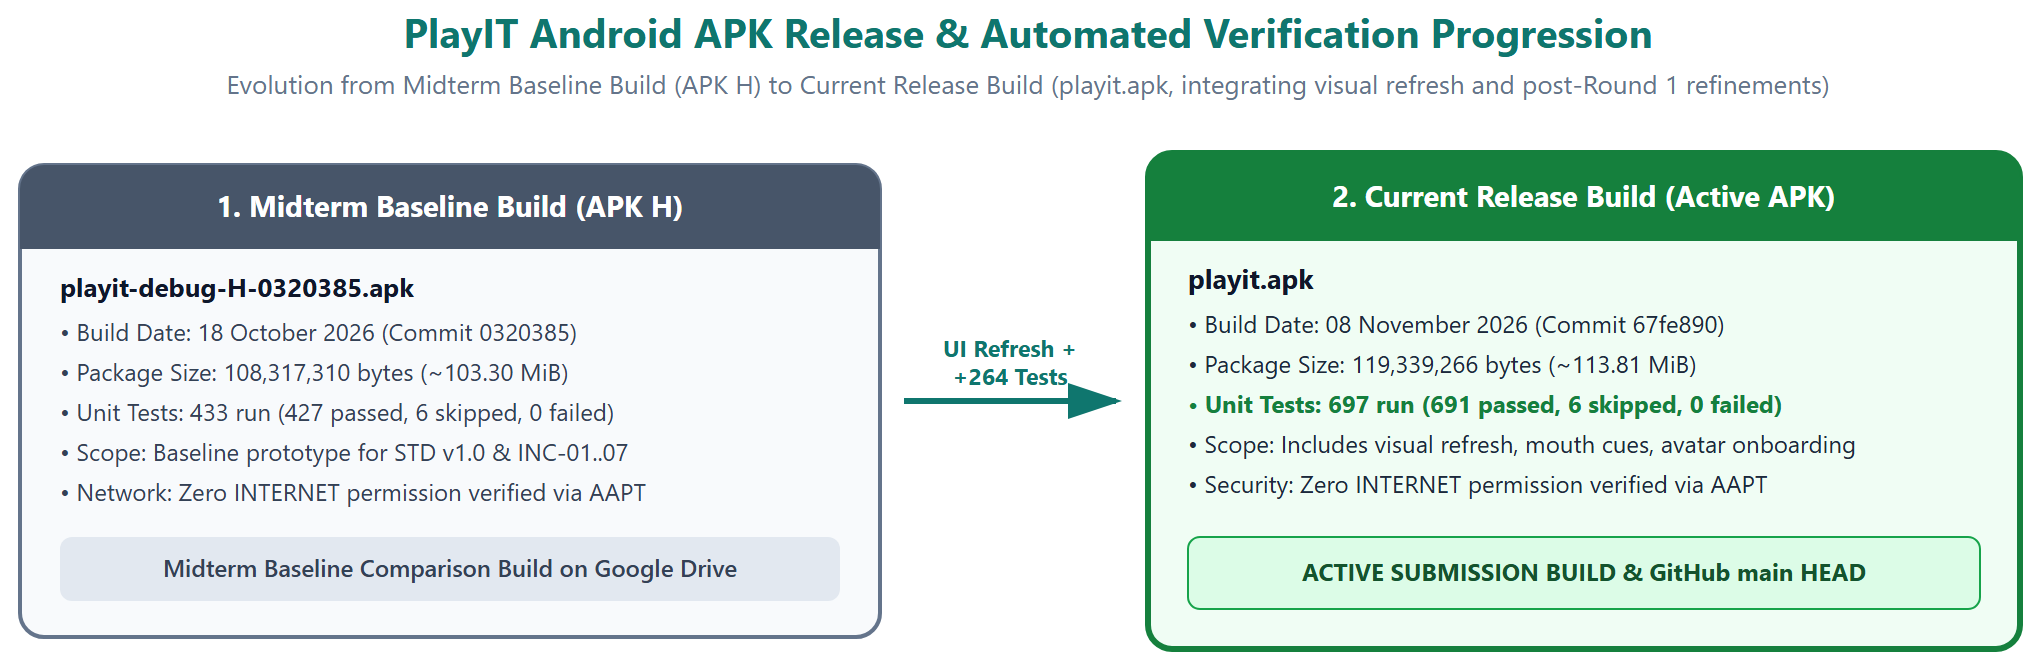 PlayIT Android APK Release & Automated Verification Progression
Evolution from Midterm Baseline Build (APK H) to Current Release Build (playit.apk, integrating visual refresh and post-Round 1 refinements)
1. Midterm Baseline Build (APK H)
playit-debug-H-0320385.apk
• Build Date: 18 October 2026 (Commit 0320385)
• Package Size: 108,317,310 bytes (~103.30 MiB)
• Unit Tests: 433 run (427 passed, 6 skipped, 0 failed)
• Scope: Baseline prototype for STD v1.0 & INC-01..07
• Network: Zero INTERNET permission verified via AAPT
Midterm Baseline Comparison Build on Google Drive
UI Refresh +
+264 Tests
2. Current Release Build (Active APK)
playit.apk
• Build Date: 08 November 2026 (Commit 67fe890)
• Package Size: 119,339,266 bytes (~113.81 MiB)
• Unit Tests: 697 run (691 passed, 6 skipped, 0 failed)
• Scope: Includes visual refresh, mouth cues, avatar onboarding
• Security: Zero INTERNET permission verified via AAPT
ACTIVE SUBMISSION BUILD & GitHub main HEAD